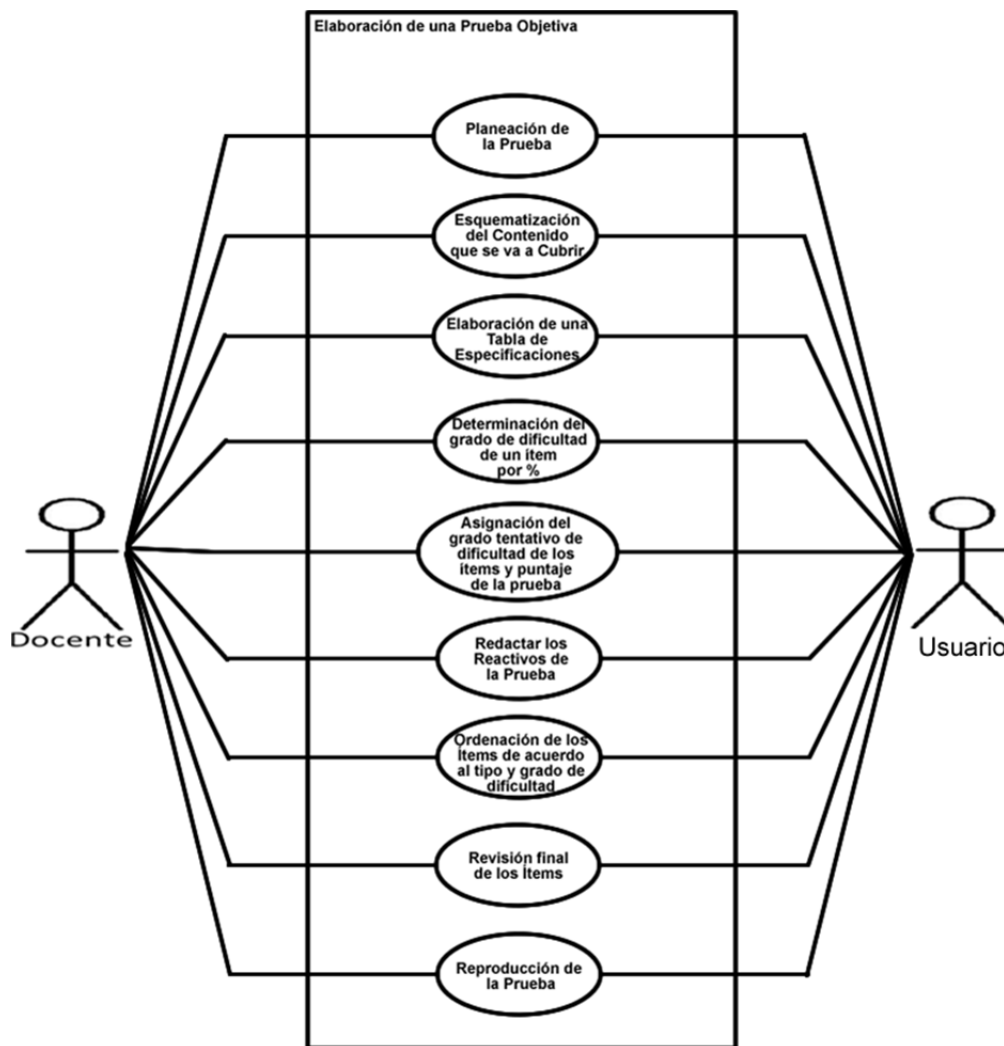 Elaboración de una Prueba Objetiva
Planeación de
la Prueba
Esquematización
del Contenido
que se va a Cubrir
Elaboración de una
Tabla de
Especificaciones
Determinación del
grado de dificultad
de un ítem
por %
Asignación del
grado tentativo de
dificultad de los
ítems y puntaje
de la prueba
Docente
Usuario
Redactar los
Reactivos de
la Prueba
Ordenación de los
Ítems de acuerdo
al tipo y grado de
dificultad
Revisión final
de los Ítems
Reproducción de
la Prueba